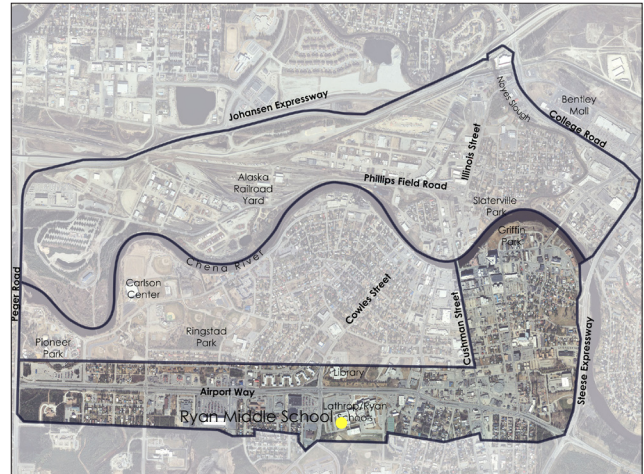 Johansen Expressway
Noyes Slough
Bentley
Mall
College Road
Illinois Street
Alaska
Railroad
Yard
Phillips Field Road
Slaterville
Park
Griffin
Park
Chena River
Peger Road
Carlson
Center
Cowles Street
Cushman Street
Ringstad
Park
Pioneer
Park
Steese Expressway
Library
Airport Way
Lathrop/Ryan
Schools
Ryan Middle School